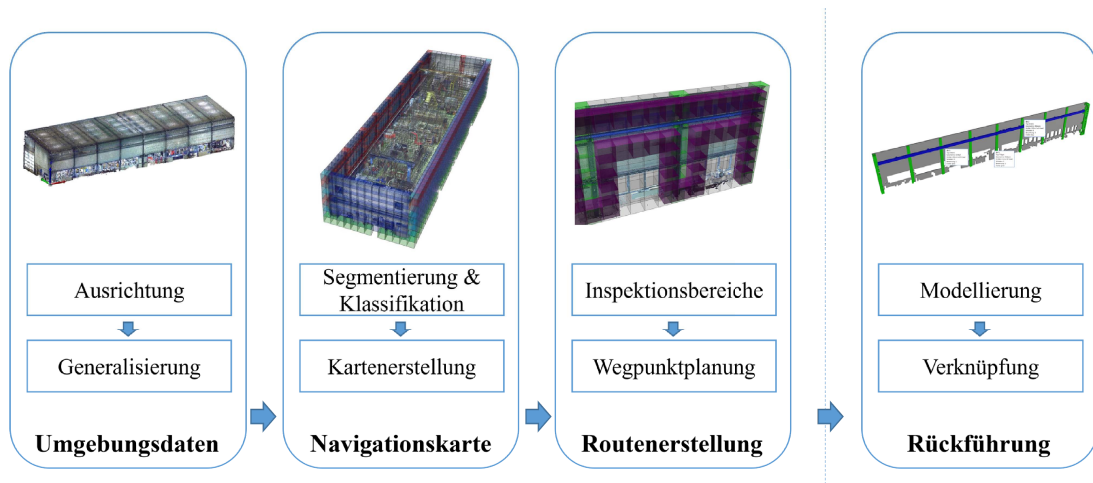 Ausrichtung
Generalisierung
Umgebungsdaten
Segmentierung &
Klassifikation
Kartenerstellung
Navigationskarte
Inspektionsbereiche
Wegpunktplanung
Routenerstellung
Modellierung
Verknüpfung
Rückführung